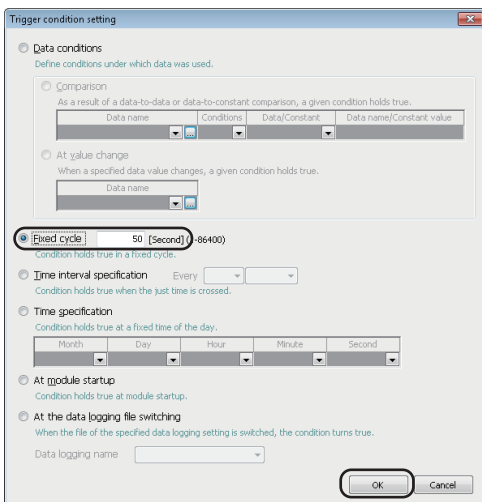 Trigger condition setting
Data conditions
Define conditions under which data was used.
Comparison
As a result of a data-to-data or data-to-constant comparison, a given condition holds true.
Data name Conditions Data/Constant Data name/Constant value
At value change
When a specified data value changes, a given condition holds true.
Data name
Fixed cycle 50 [Second] ( -86400)
Condition holds true in a fixed cycle.
Time interval specification Every
Condition holds true when the just time is crossed.
Time specification
Condition holds true at a fixed time of the day.
Month Day Hour Minute Second
At module startup
Condition holds true at module startup.
At the data logging file switching
When the file of the specified data logging setting is switched, the condition turns true.
Data logging name
OK Cancel